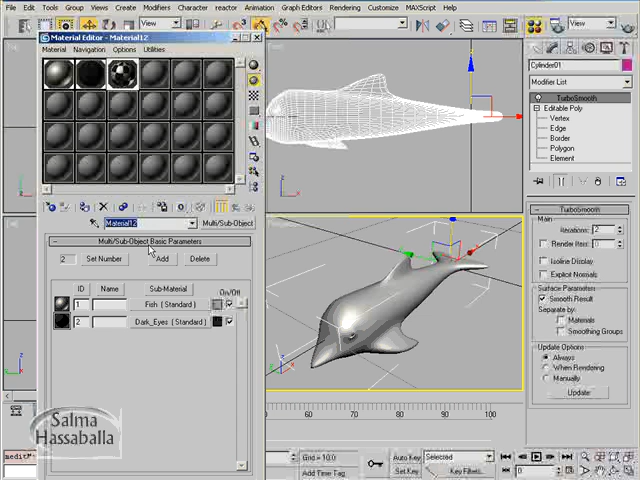 File Edit Tools Group Views Create Modifiers Character reactor Animation Graph Editors Rendering Customize MAXScript Help
View
View
Material Editor - Material12
Material Navigation Options Utilities
Material12
Multi/Sub-Object
Multi/Sub-Object Basic Parameters
2 Set Number Add Delete
ID Name Sub-Material On/Off
1 Fish ( Standard )
2 Dark_Eyes ( Standard )
Salma
Hassaballa
Cylinder01
Modifier List
TurboSmooth
Editable Poly
Vertex
Edge
Border
Polygon
Element
TurboSmooth
Main
Iterations: 2
Render Iters: 0
Isoline Display
Explicit Normals
Surface Parameters
Smooth Result
Separate by:
Materials
Smoothing Groups
Update Options
Always
When Rendering
Manually
Update
40 50 60 70 80 90 100
Grid = 10.0
Add Time Tag
Auto Key Selected
Set Key Key Filters...
0